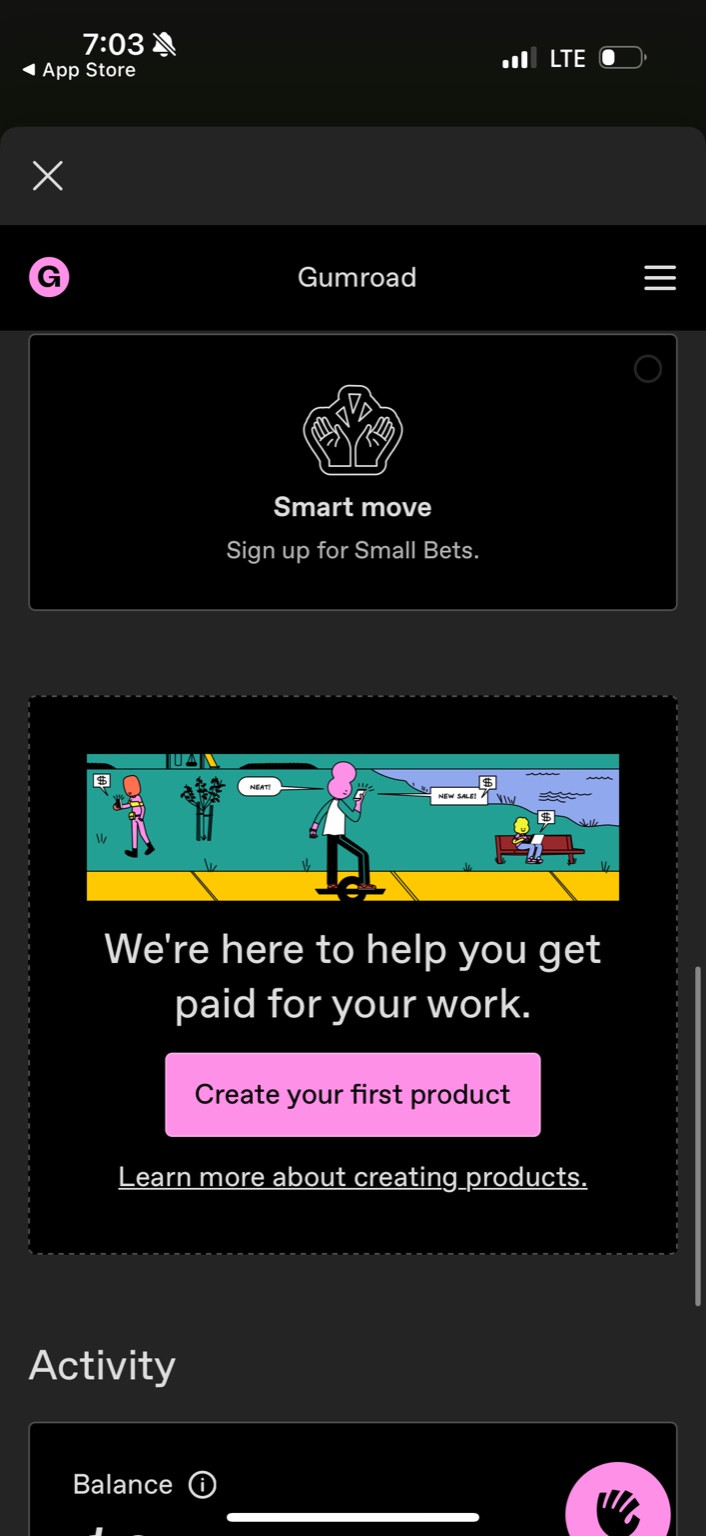 7:03
LTE
◀ App Store
G
Gumroad
Smart move
Sign up for Small Bets.
$
NEAT!
$
NEW SALE!
$
We're here to help you get
paid for your work.
Create your first product
Learn more about creating products.
Activity
Balance